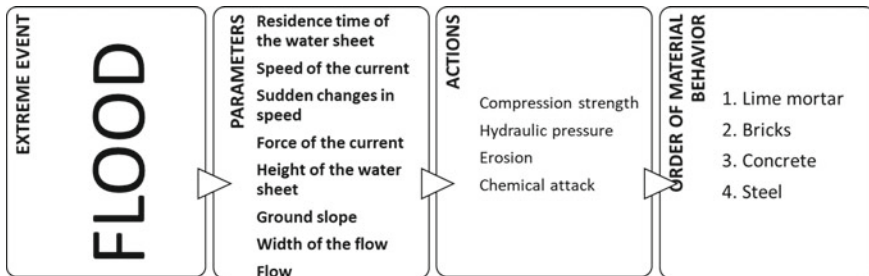 EXTREME EVENT
FLOOD
PARAMETERS
Residence time of
the water sheet
Speed of the current
Sudden changes in
speed
Force of the current
Height of the water
sheet
Ground slope
Width of the flow
Flow
ACTIONS
Compression strength
Hydraulic pressure
Erosion
Chemical attack
ORDER OF MATERIAL
BEHAVIOR
1. Lime mortar
2. Bricks
3. Concrete
4. Steel